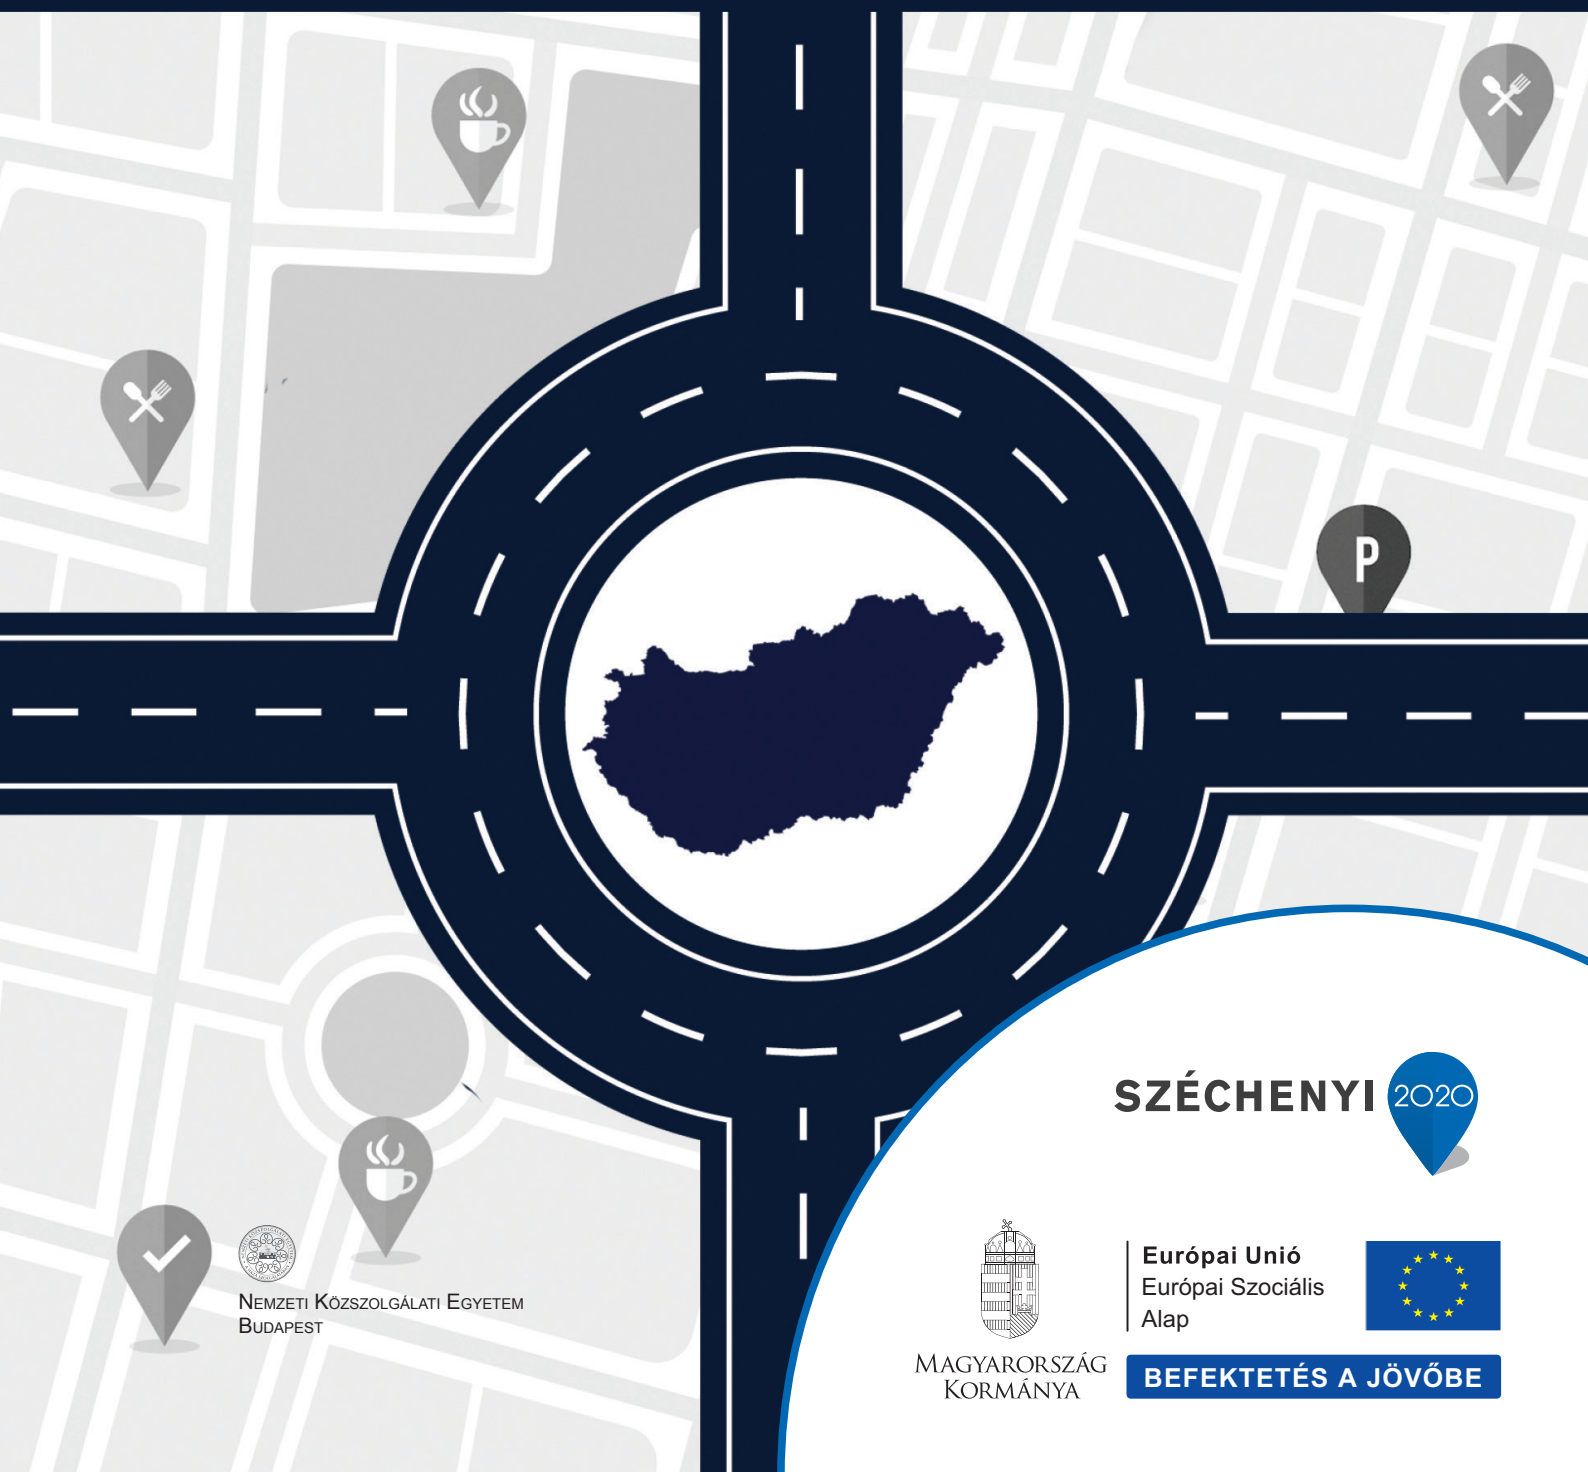 P
SZÉCHENYI 2020
NEMZETI KÖZSZOLGÁLATI EGYETEM
BUDAPEST
Európai Unió
Európai Szociális
Alap
MAGYARORSZÁG
KORMÁNYA
BEFEKTETÉS A JÖVŐBE